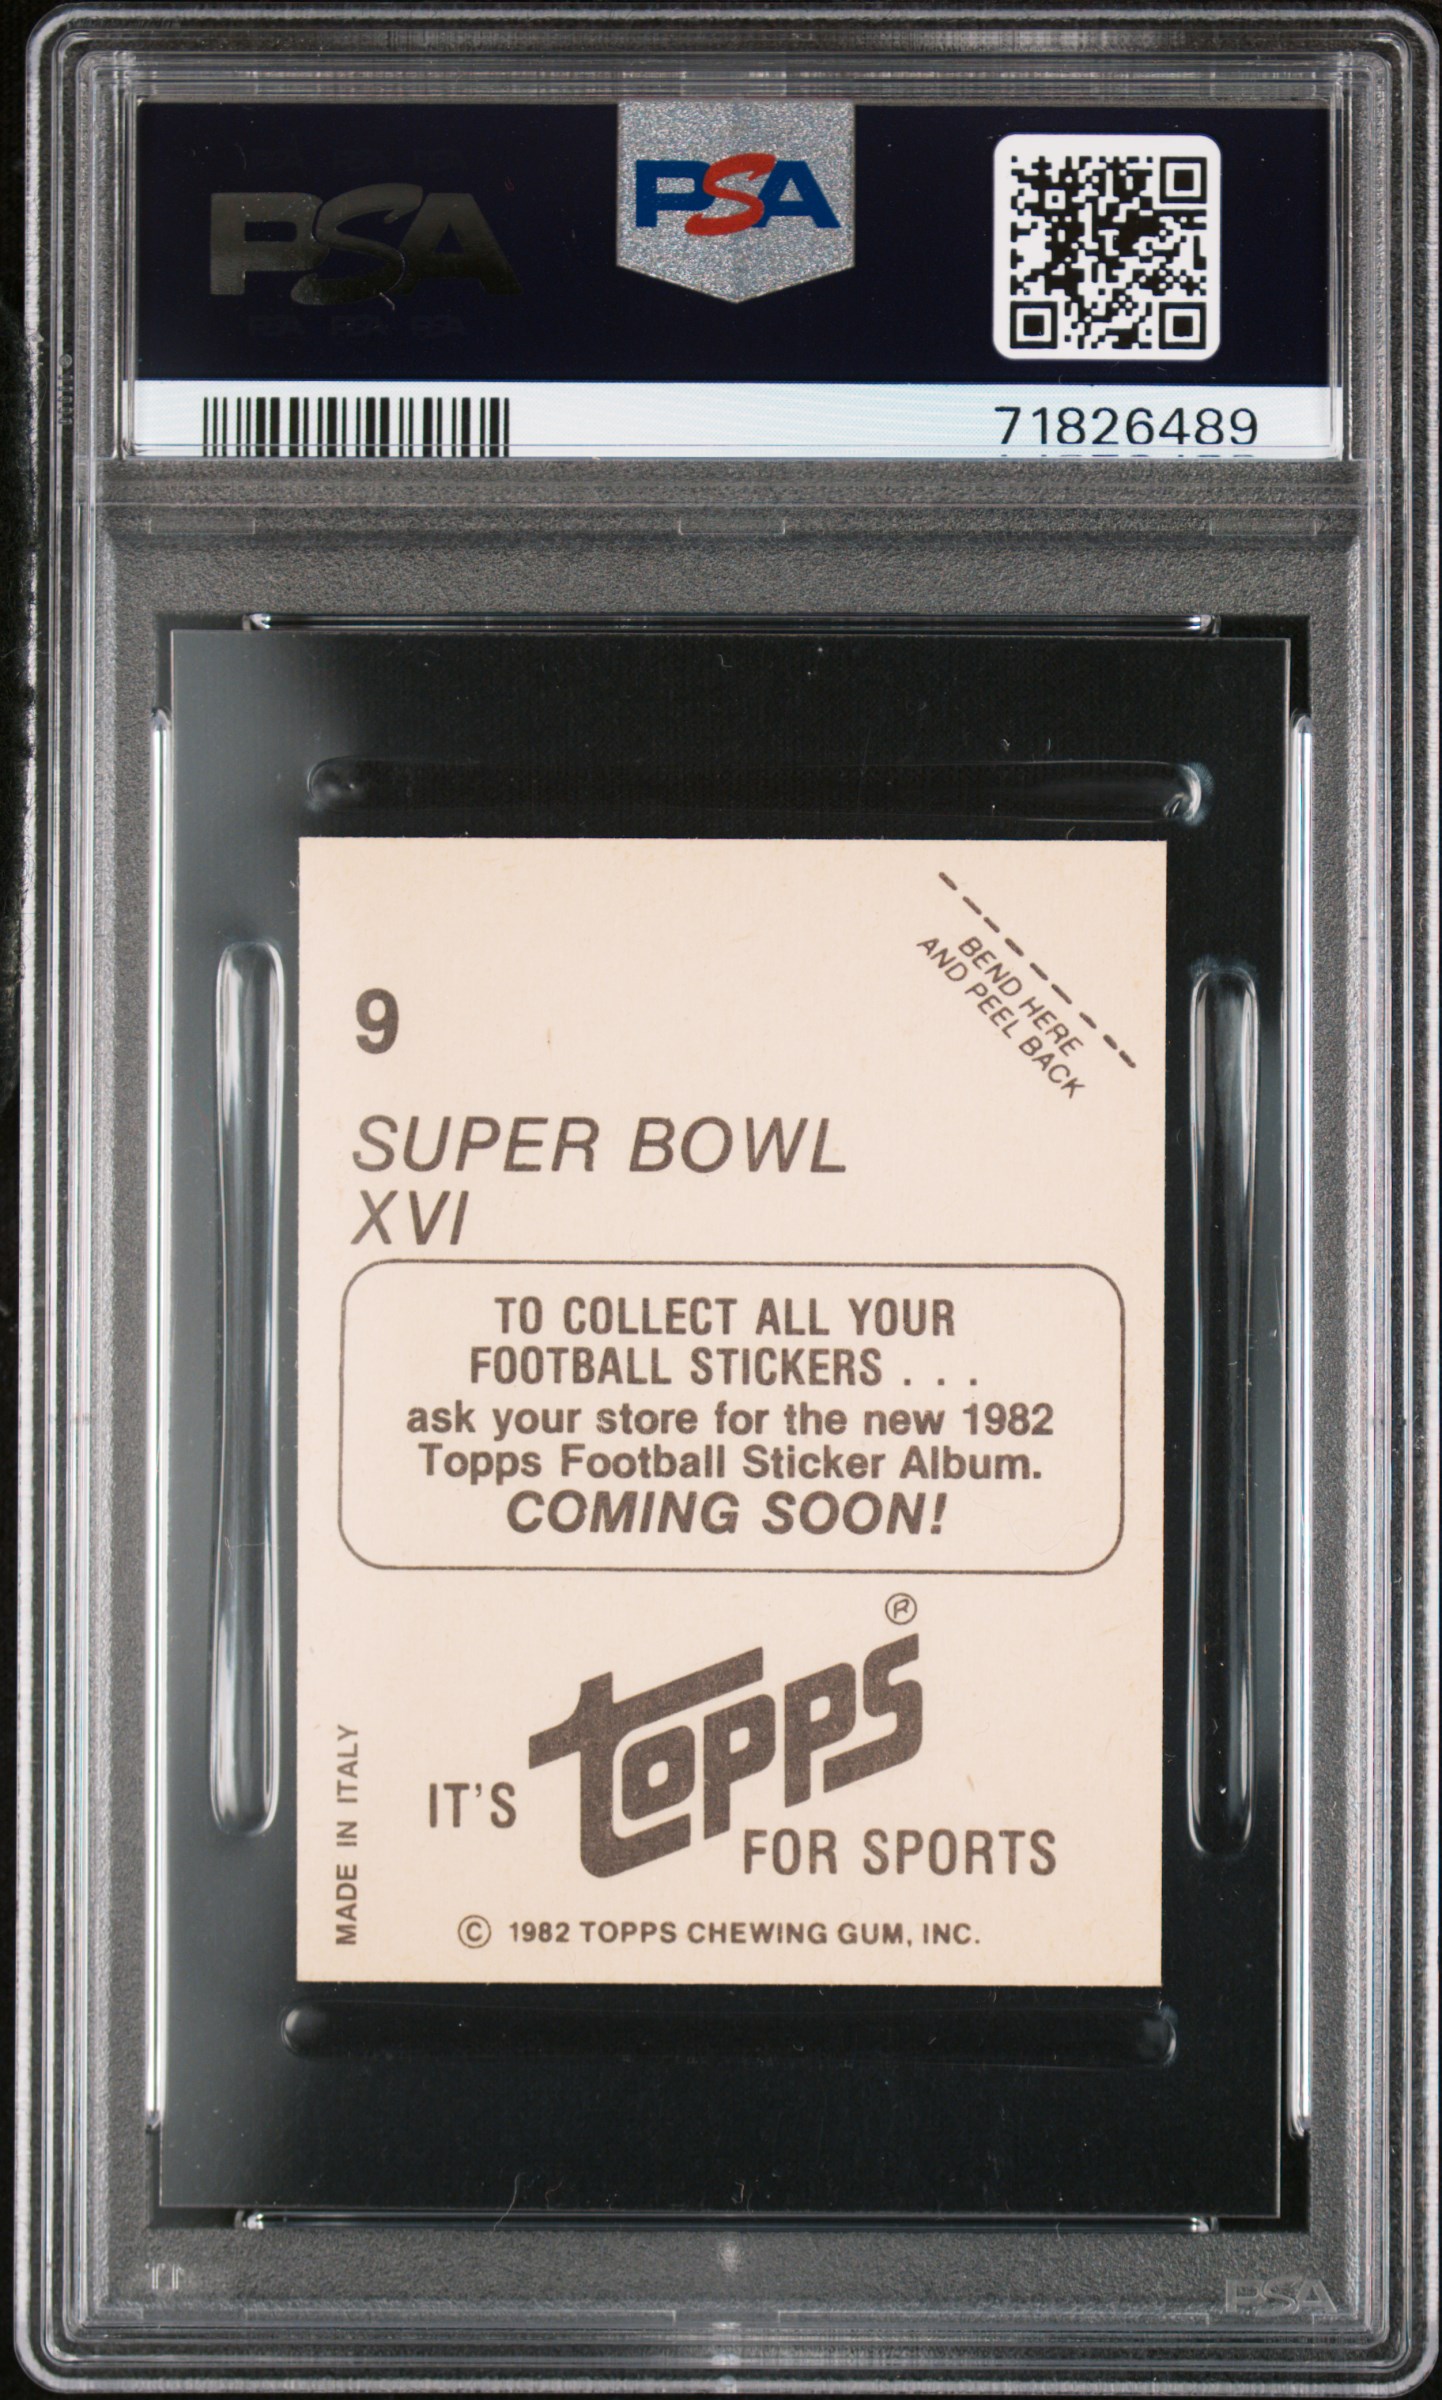 PSA
PSA
71826489
BEND HERE
AND PEEL BACK
9
SUPER BOWL
XVI
TO COLLECT ALL YOUR
FOOTBALL STICKERS . . .
ask your store for the new 1982
Topps Football Sticker Album.
COMING SOON!
IT'S topps®
FOR SPORTS
MADE IN ITALY
© 1982 TOPPS CHEWING GUM, INC.
PSA